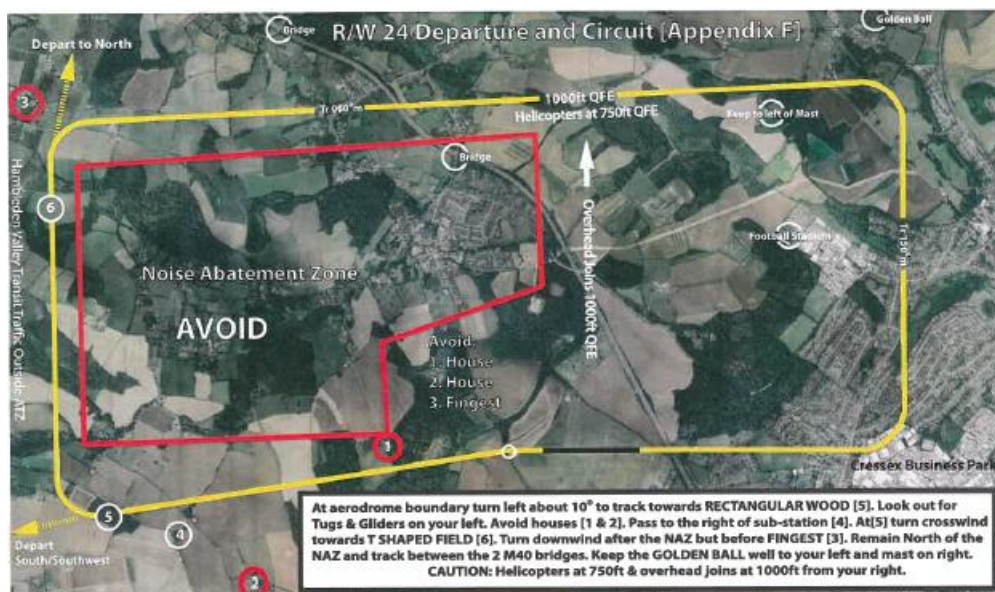 R/W 24 Departure and Circuit [Appendix F]
Bridge
Golden Ball
Depart to North
3
Tr 060°m
1000ft QFE
Helicopters at 750ft QFE
Keep to left of Mast
Bridge
6
Hambleden Valley Transit Traffic Outside ATZ
Overhead Joins 1000ft QFE
Football Stadium
Tr 150°m
Noise Abatement Zone
AVOID
Avoid:
1. House
2. House
3. Fingest
1
Cressex Business Park
5
4
Depart
South/Southwest
2
At aerodrome boundary turn left about 10° to track towards RECTANGULAR WOOD [5]. Look out for
Tugs & Gliders on your left. Avoid houses [1 & 2]. Pass to the right of sub-station [4]. At[5] turn crosswind
towards T SHAPED FIELD [6]. Turn downwind after the NAZ but before FINGEST [3]. Remain North of the
NAZ and track between the 2 M40 bridges. Keep the GOLDEN BALL well to your left and mast on right.
CAUTION: Helicopters at 750ft & overhead joins at 1000ft from your right.